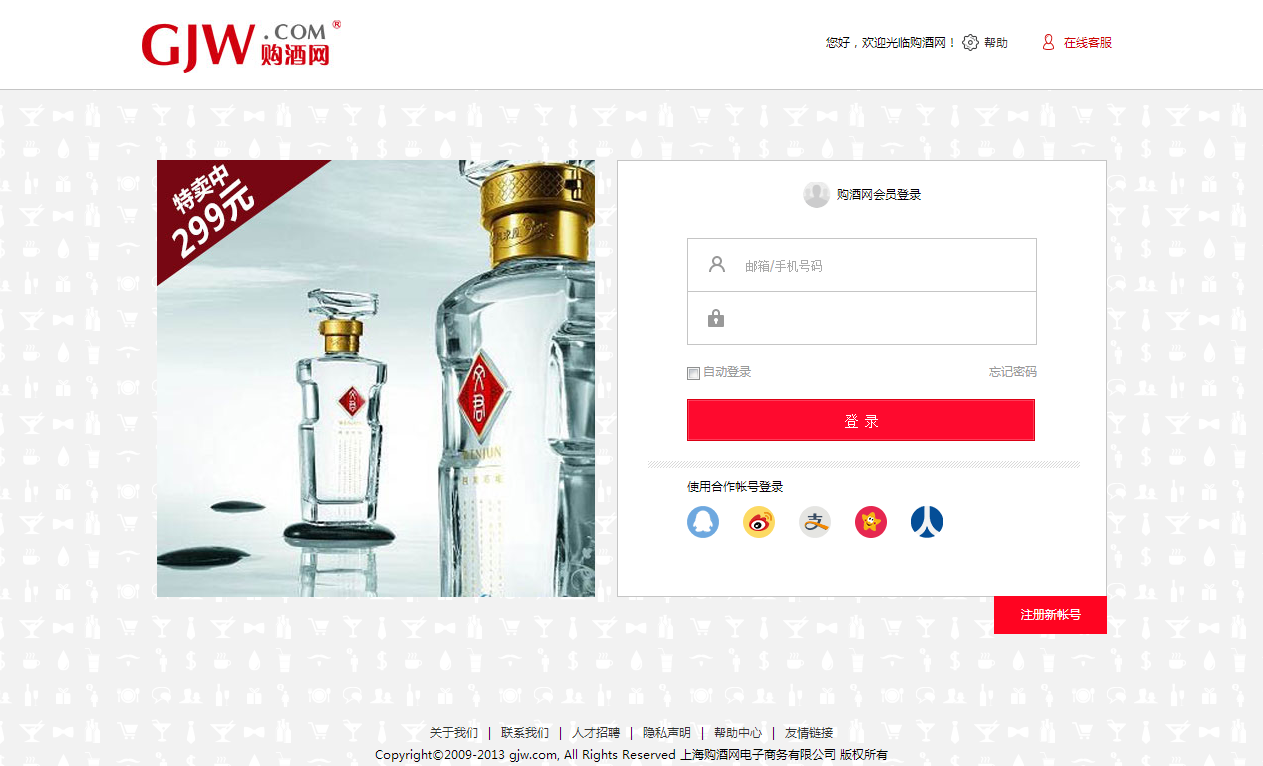 GJW.COM®
购酒网
您好，欢迎光临购酒网！ 帮助 在线客服
特卖中
299元
文君
WENJUN
购酒网会员登录
邮箱/手机号码
自动登录 忘记密码
登 录
使用合作帐号登录
支
注册新帐号
关于我们 | 联系我们 | 人才招聘 | 隐私声明 | 帮助中心 | 友情链接
Copyright©2009-2013 gjw.com, All Rights Reserved 上海购酒网电子商务有限公司 版权所有